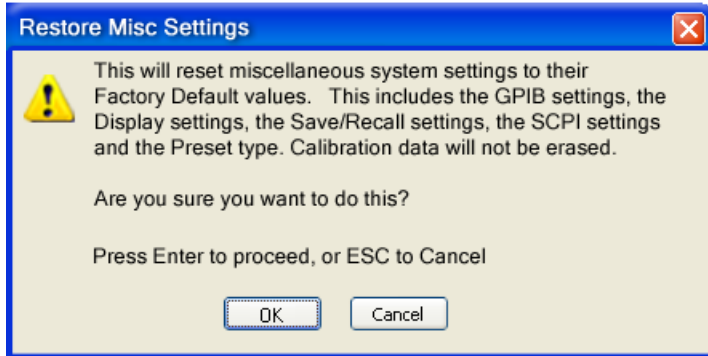 Restore Misc Settings
This will reset miscellaneous system settings to their
Factory Default values.   This includes the GPIB settings, the
Display settings, the Save/Recall settings, the SCPI settings
and the Preset type. Calibration data will not be erased.
Are you sure you want to do this?
Press Enter to proceed, or ESC to Cancel
OK
Cancel